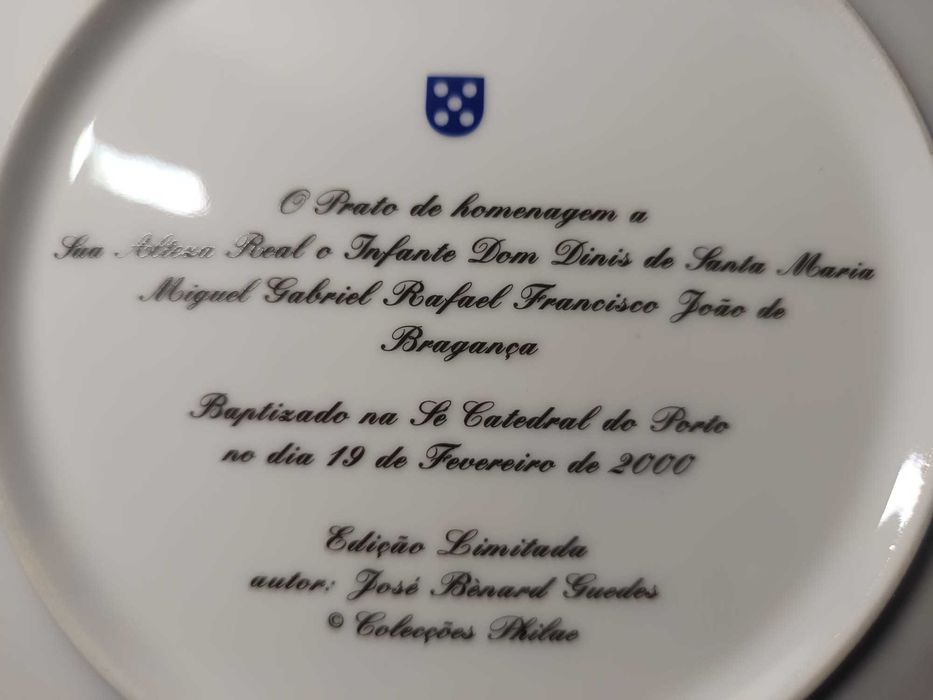 O Prato de homenagem a
Sua Alteza Real o Infante Dom Dinis de Santa Maria
Miguel Gabriel Rafael Francisco João de
Bragança
Baptizado na Sé Catedral do Porto
no dia 19 de Fevereiro de 2000
Edição Limitada
autor: José Bènard Guedes
© Colecções Philae